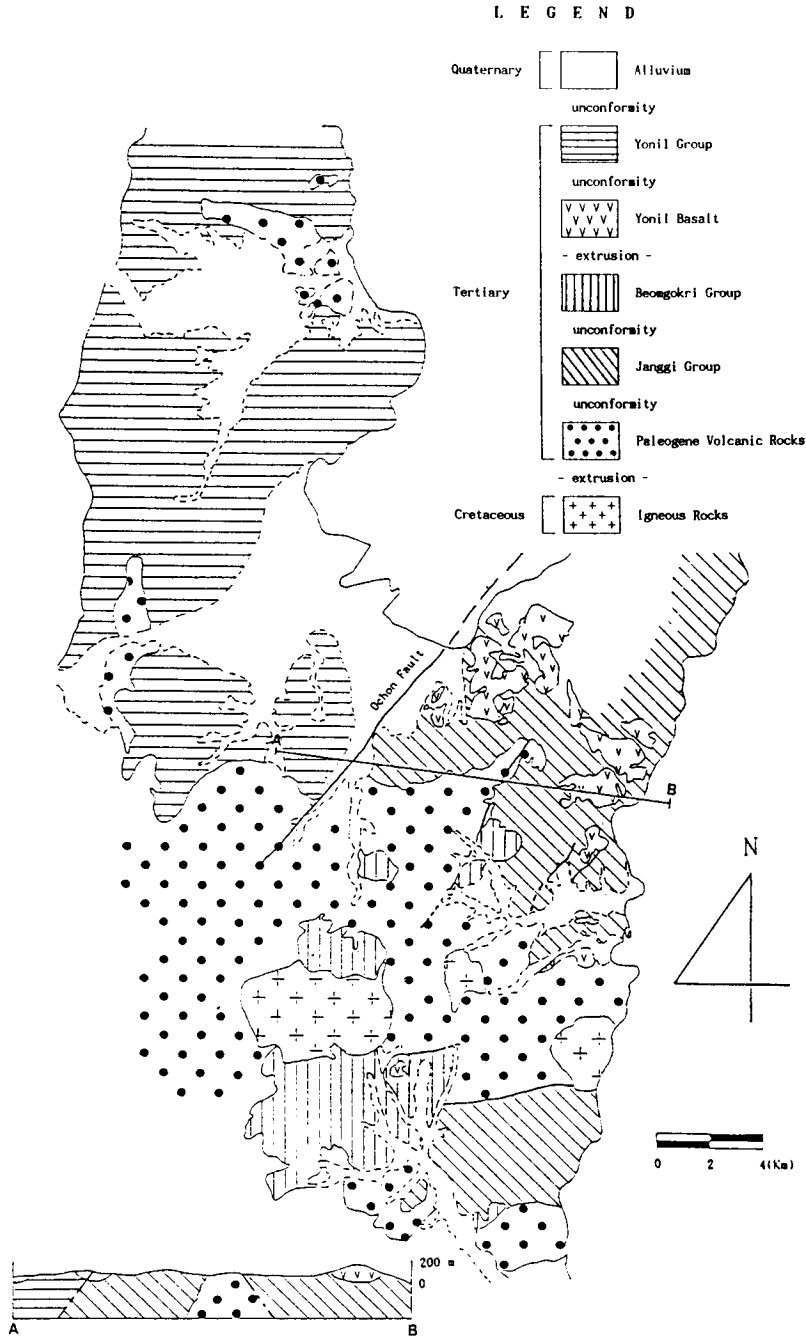 L E G E N D
Quaternary
Alluvium
unconformity
Yonil Group
unconformity
Yonil Basalt
- extrusion -
Tertiary
Beomgokri Group
unconformity
Janggi Group
unconformity
Paleogene Volcanic Rocks
- extrusion -
Cretaceous
Igneous Rocks
Ochon Fault
A
B
N
0 2 4(Km)
200 m
0
A
B